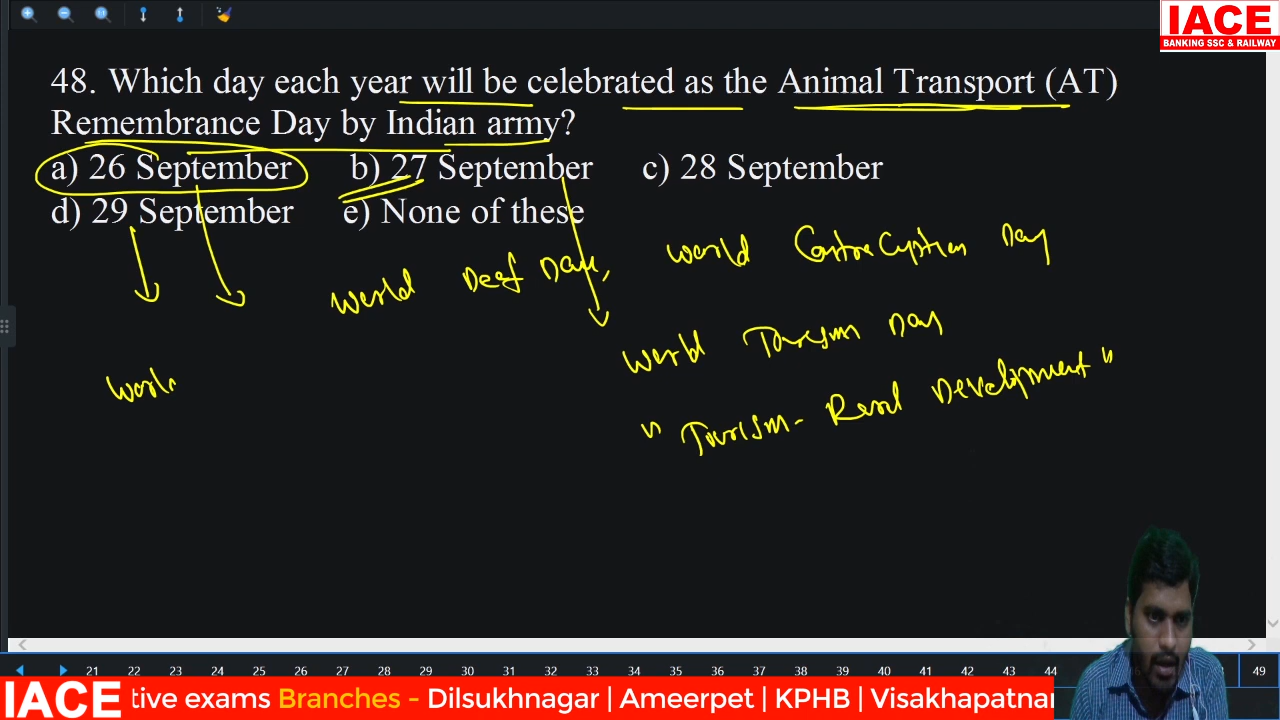 IACE
BANKING SSC & RAILWAY
48. Which day each year will be celebrated as the Animal Transport (AT)
Remembrance Day by Indian army?
a) 26 September b) 27 September c) 28 September
d) 29 September e) None of these
World Deaf Day, World Day
World Tourism Day
"Tourism - Development"
Worl
21 22 23 24 25 26 27 28 29 30 31 32 33 34 35 36 37 38 39 40 41 42 43 44 49
IACE tive exams Branches - Dilsukhnagar | Ameerpet | KPHB | Visakhapatnam